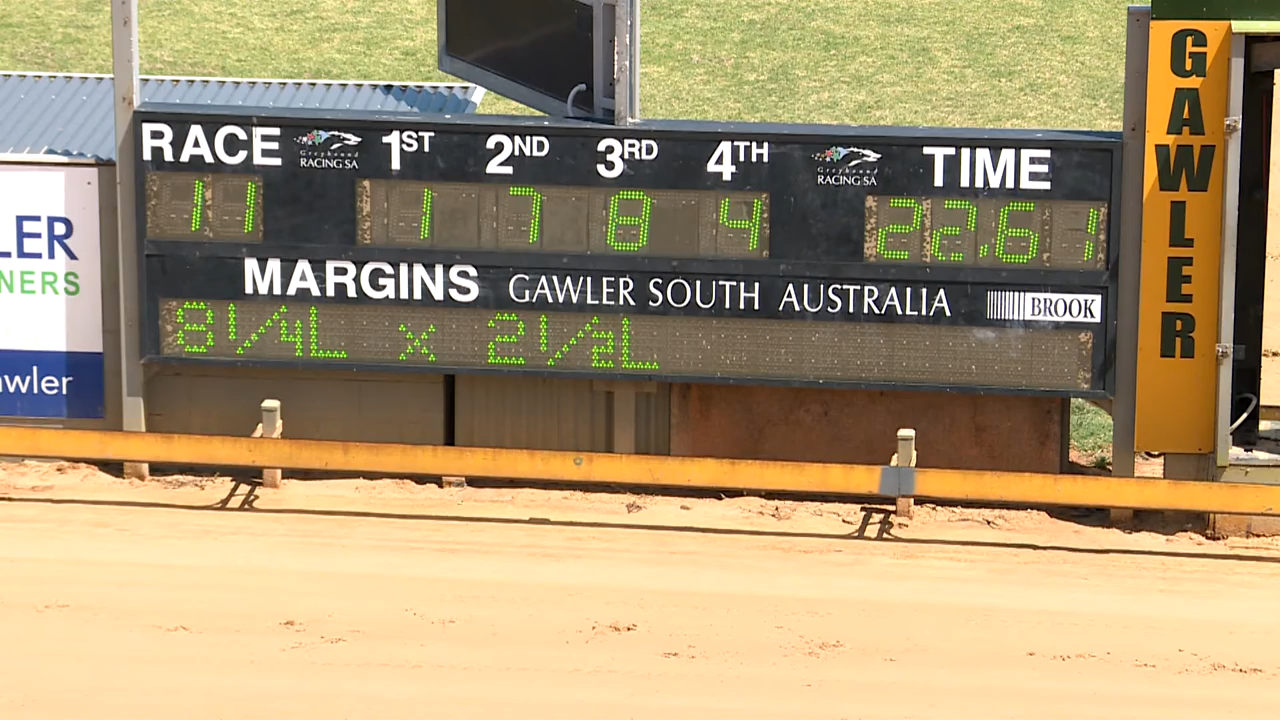 RACE Greyhound RACING SA 1ST 2ND 3RD 4TH Greyhound RACING SA TIME
11 1 7 8 4 22.61
MARGINS GAWLER SOUTH AUSTRALIA BROOK
8 1/4L x 2 1/2L
GAWLER
LER
NERS
awler